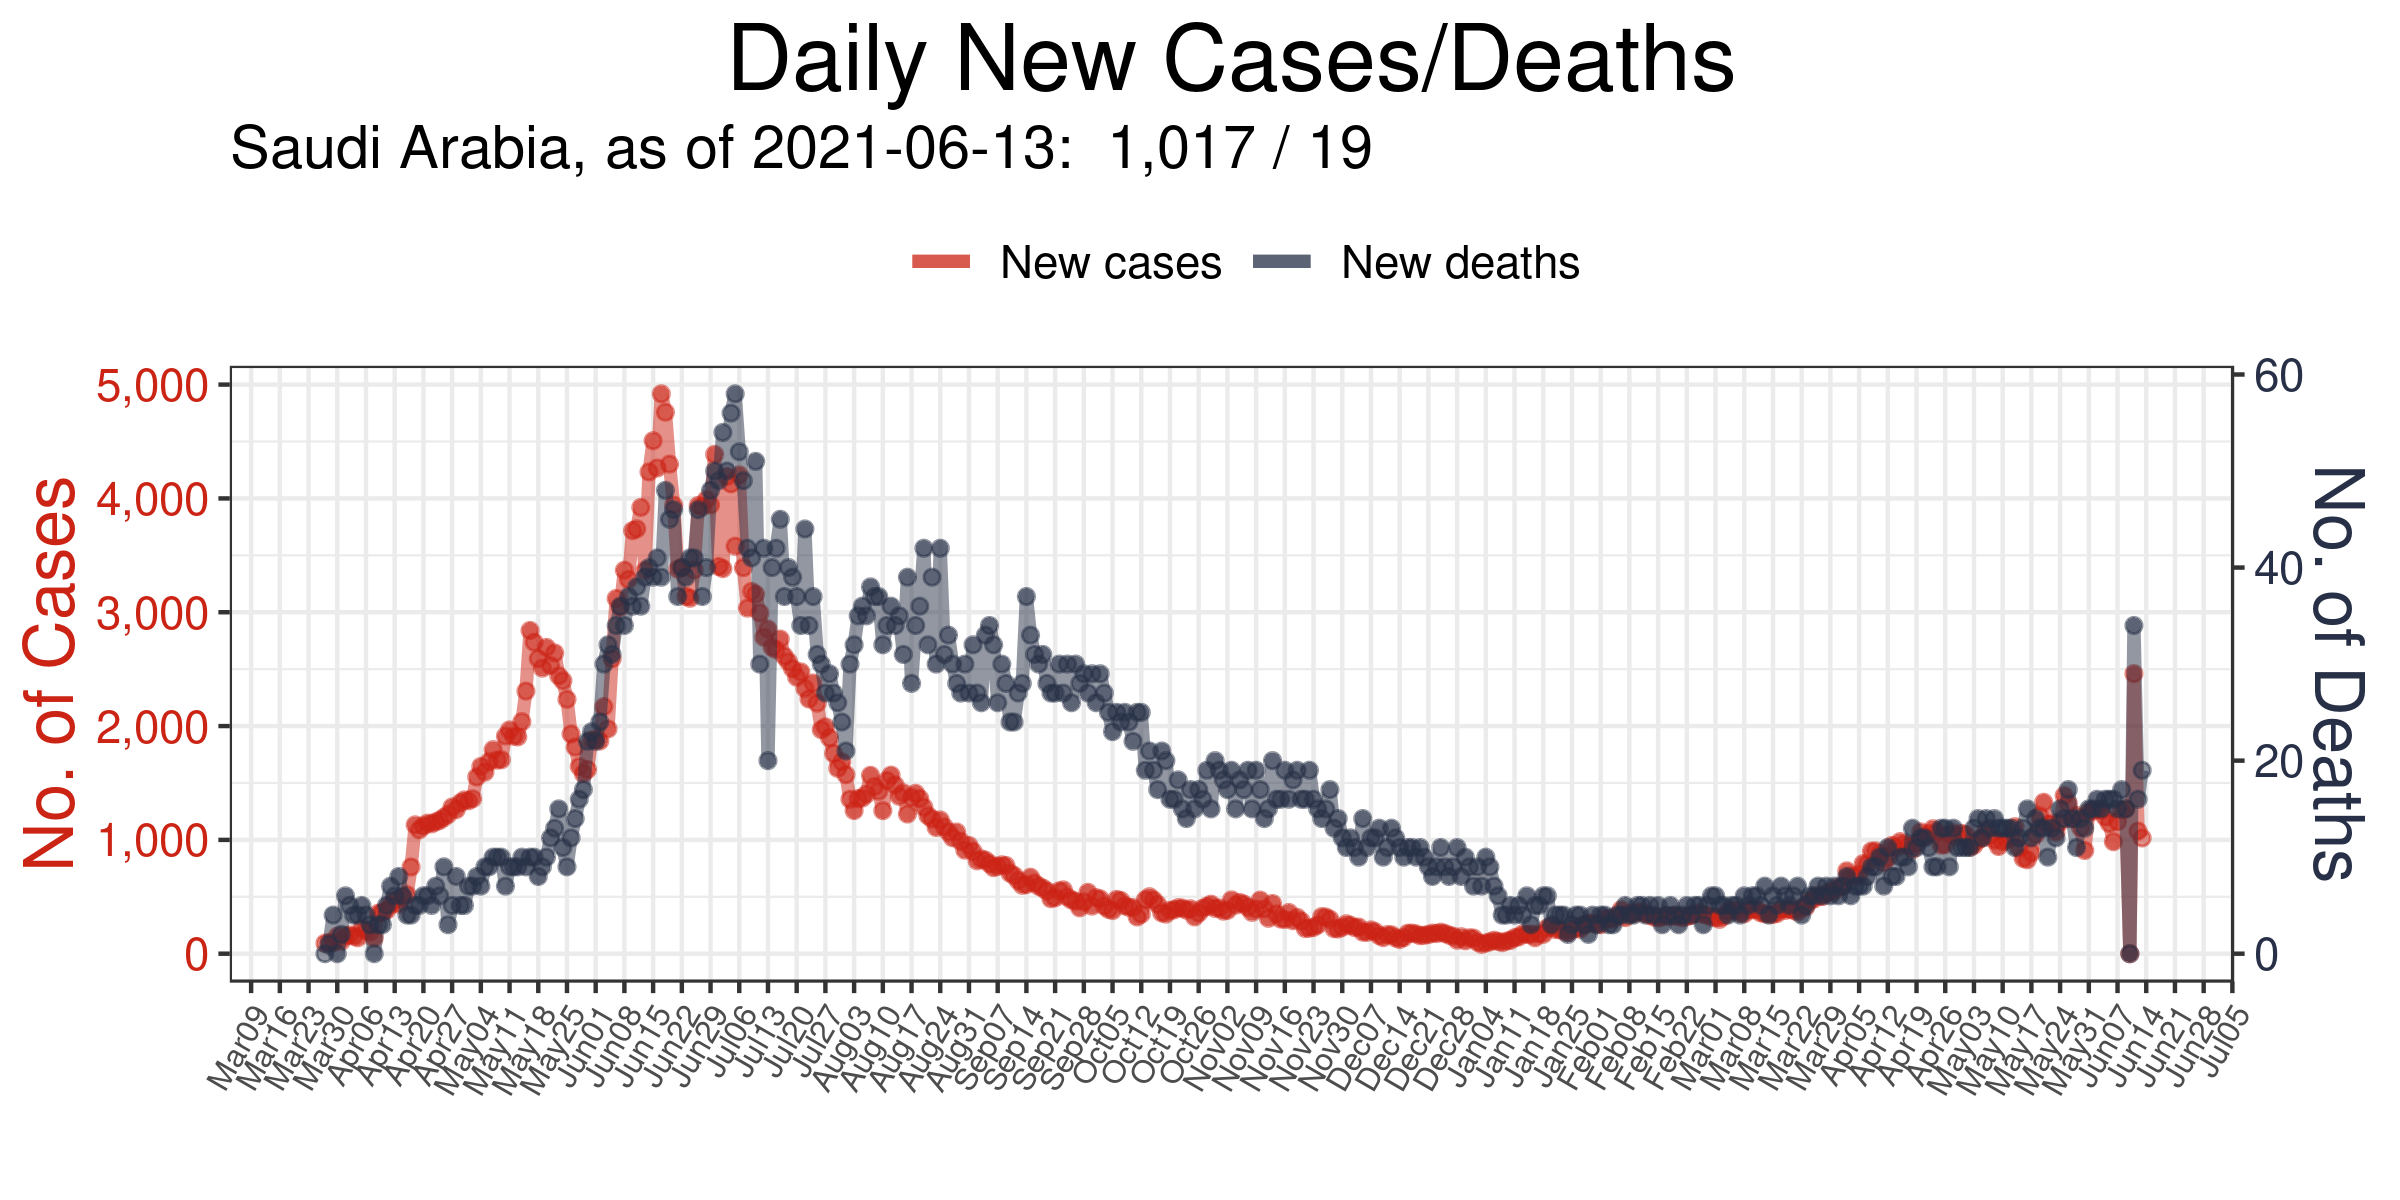 Daily New Cases/Deaths
Saudi Arabia, as of 2021-06-13:  1,017 / 19
New cases
New deaths
No. of Cases
5,000
4,000
3,000
2,000
1,000
0
60
40
20
0
No. of Deaths
Mar09
Mar16
Mar23
Mar30
Apr06
Apr13
Apr20
Apr27
May04
May11
May18
May25
Jun01
Jun08
Jun15
Jun22
Jun29
Jul06
Jul13
Jul20
Jul27
Aug03
Aug10
Aug17
Aug24
Aug31
Sep07
Sep14
Sep21
Sep28
Oct05
Oct12
Oct19
Oct26
Nov02
Nov09
Nov16
Nov23
Nov30
Dec07
Dec14
Dec21
Dec28
Jan04
Jan11
Jan18
Jan25
Feb01
Feb08
Feb15
Feb22
Mar01
Mar08
Mar15
Mar22
Mar29
Apr05
Apr12
Apr19
Apr26
May03
May10
May17
May24
May31
Jun07
Jun14
Jun21
Jun28
Jul05